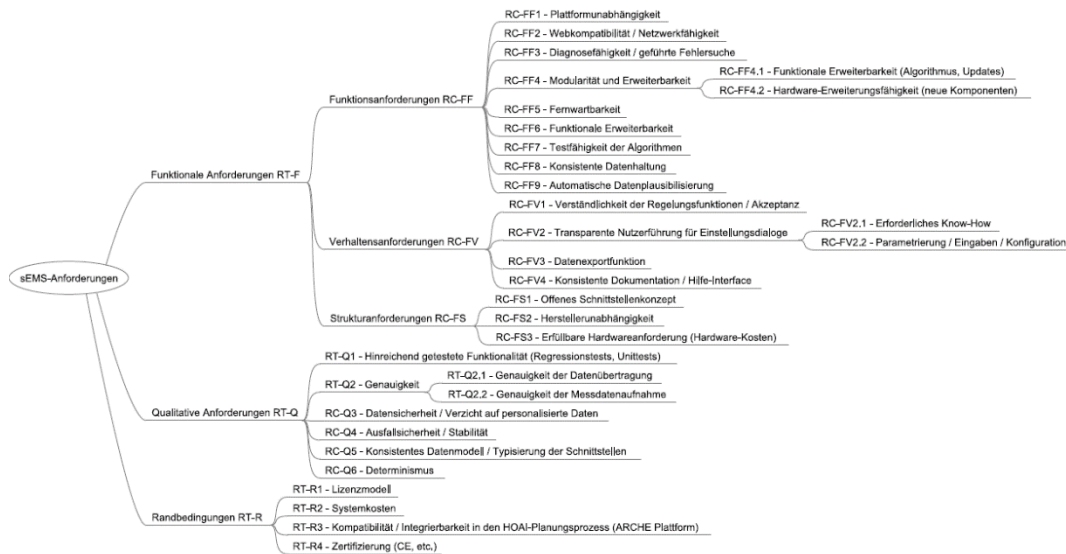 sEMS-Anforderungen
Funktionale Anforderungen RT-F
Funktionsanforderungen RC-FF
RC-FF1 - Plattformunabhängigkeit
RC-FF2 - Webkompatibilität / Netzwerkfähigkeit
RC-FF3 - Diagnosefähigkeit / geführte Fehlersuche
RC-FF4 - Modularität und Erweiterbarkeit
RC-FF4.1 - Funktionale Erweiterbarkeit (Algorithmus, Updates)
RC-FF4.2 - Hardware-Erweiterungsfähigkeit (neue Komponenten)
RC-FF5 - Fernwartbarkeit
RC-FF6 - Funktionale Erweiterbarkeit
RC-FF7 - Testfähigkeit der Algorithmen
RC-FF8 - Konsistente Datenhaltung
RC-FF9 - Automatische Datenplausibilisierung
Verhaltensanforderungen RC-FV
RC-FV1 - Verständlichkeit der Regelungsfunktionen / Akzeptanz
RC-FV2 - Transparente Nutzerführung für Einstellungsdialoge
RC-FV2.1 - Erforderliches Know-How
RC-FV2.2 - Parametrierung / Eingaben / Konfiguration
RC-FV3 - Datenexportfunktion
RC-FV4 - Konsistente Dokumentation / Hilfe-Interface
Strukturanforderungen RC-FS
RC-FS1 - Offenes Schnittstellenkonzept
RC-FS2 - Herstellerunabhängigkeit
RC-FS3 - Erfüllbare Hardwareanforderung (Hardware-Kosten)
Qualitative Anforderungen RT-Q
RT-Q1 - Hinreichend getestete Funktionalität (Regressionstests, Unittests)
RT-Q2 - Genauigkeit
RT-Q2.1 - Genauigkeit der Datenübertragung
RT-Q2.2 - Genauigkeit der Messdatenaufnahme
RC-Q3 - Datensicherheit / Verzicht auf personalisierte Daten
RC-Q4 - Ausfallsicherheit / Stabilität
RC-Q5 - Konsistentes Datenmodell / Typisierung der Schnittstellen
RC-Q6 - Determinismus
Randbedingungen RT-R
RT-R1 - Lizenzmodell
RT-R2 - Systemkosten
RT-R3 - Kompatibilität / Integrierbarkeit in den HOAI-Planungsprozess (ARCHE Plattform)
RT-R4 - Zertifizierung (CE, etc.)